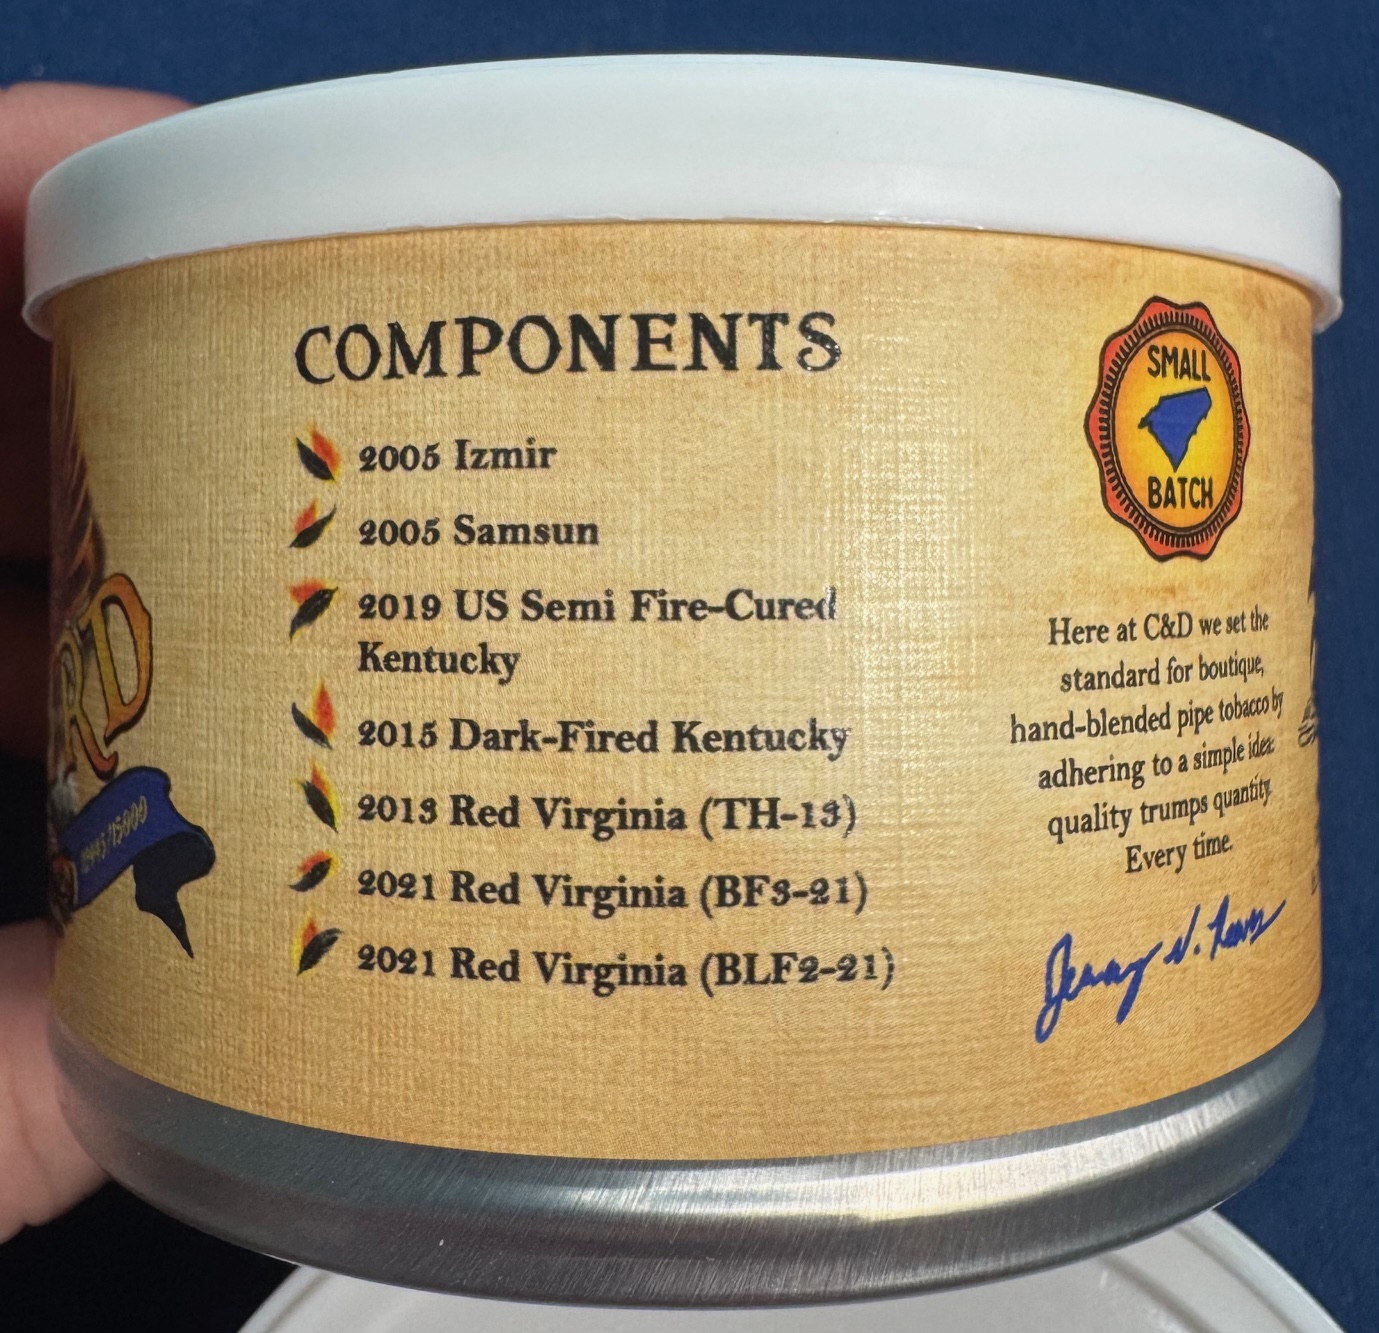 COMPONENTS
2005 Izmir
2005 Samsun
2019 US Semi Fire-Cured
Kentucky
2015 Dark-Fired Kentucky
2013 Red Virginia (TH-13)
2021 Red Virginia (BF3-21)
2021 Red Virginia (BLF2-21)
RD
SMALL
BATCH
Here at C&D we set the
standard for boutique,
hand-blended pipe tobacco by
adhering to a simple idea:
quality trumps quantity.
Every time.